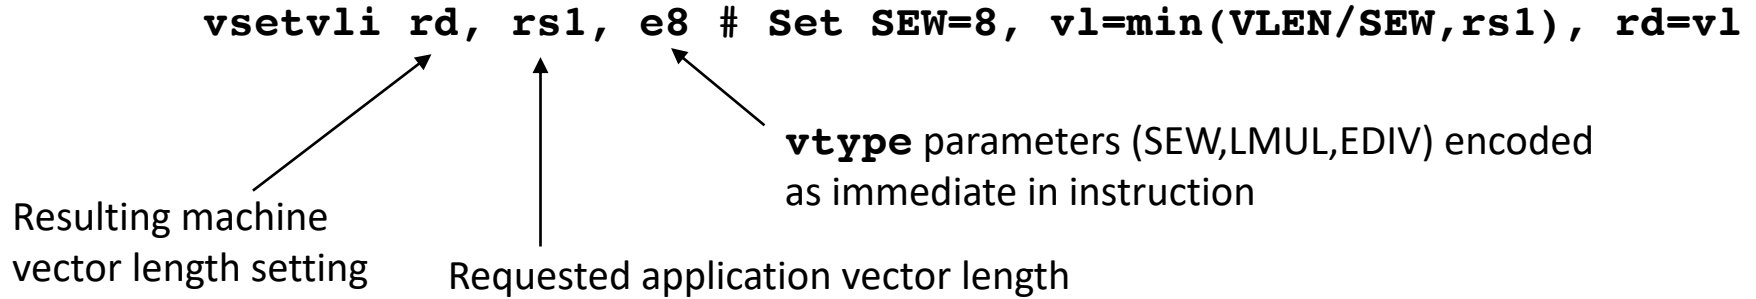 vsetvli rd, rs1, e8 # Set SEW=8, vl=min(VLEN/SEW,rs1), rd=vl
vtype parameters (SEW,LMUL,EDIV) encoded
as immediate in instruction
Resulting machine
vector length setting
Requested application vector length